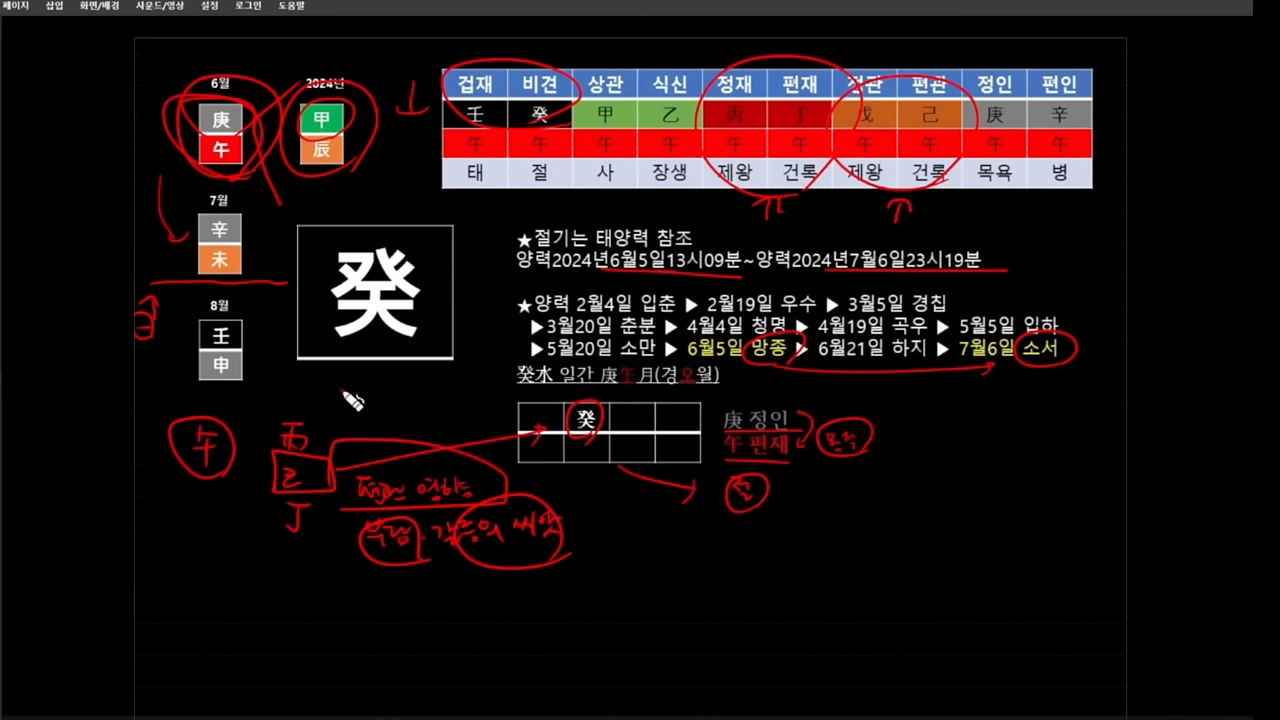 페이지 삽입 화면/배경 사운드/영상 설정 로그인 도움말
6월 2024년
庚 甲
午 辰
7월
辛
未
8월
壬
申
癸
겁재 비견 상관 식신 정재 편재 정관 편관 정인 편인
壬 癸 甲 乙 丙 丁 戊 己 庚 辛
午 午 午 午 午 午 午 午 午 午
태 절 사 장생 제왕 건록 제왕 건록 목욕 병
★절기는 태양력 참조
양력2024년6월5일13시09분~양력2024년7월6일23시19분
★양력 2월4일 입춘 ▶ 2월19일 우수 ▶ 3월5일 경칩
▶3월20일 춘분 ▶ 4월4일 청명 ▶ 4월19일 곡우 ▶ 5월5일 입하
▶5월20일 소만 ▶ 6월5일 망종 ▶ 6월21일 하지 ▶ 7월6일 소서
癸水 일간 庚午月(경오월)
癸
庚 정인
午 편재
午
丙
己
丁